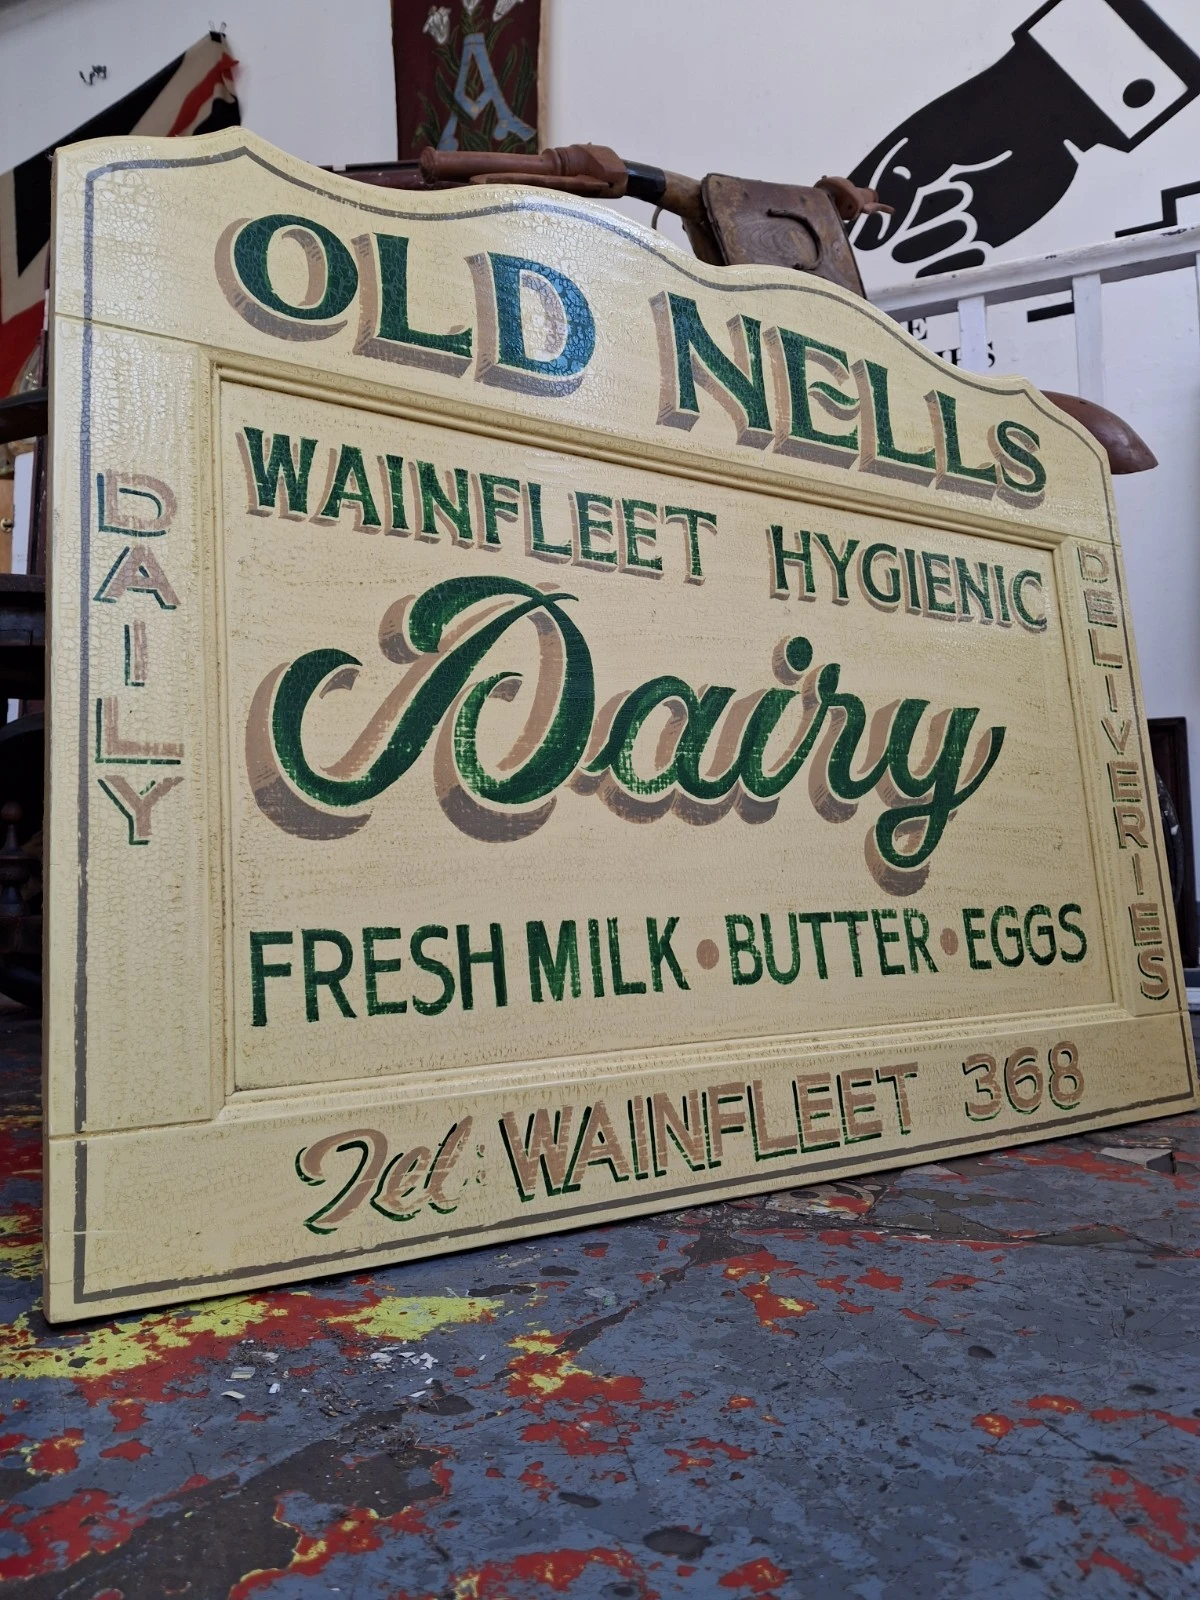 OLD NELLS
WAINFLEET HYGIENIC
Dairy
FRESH MILK • BUTTER • EGGS
DAILY
DELIVERIES
Tel: WAINFLEET 368
A